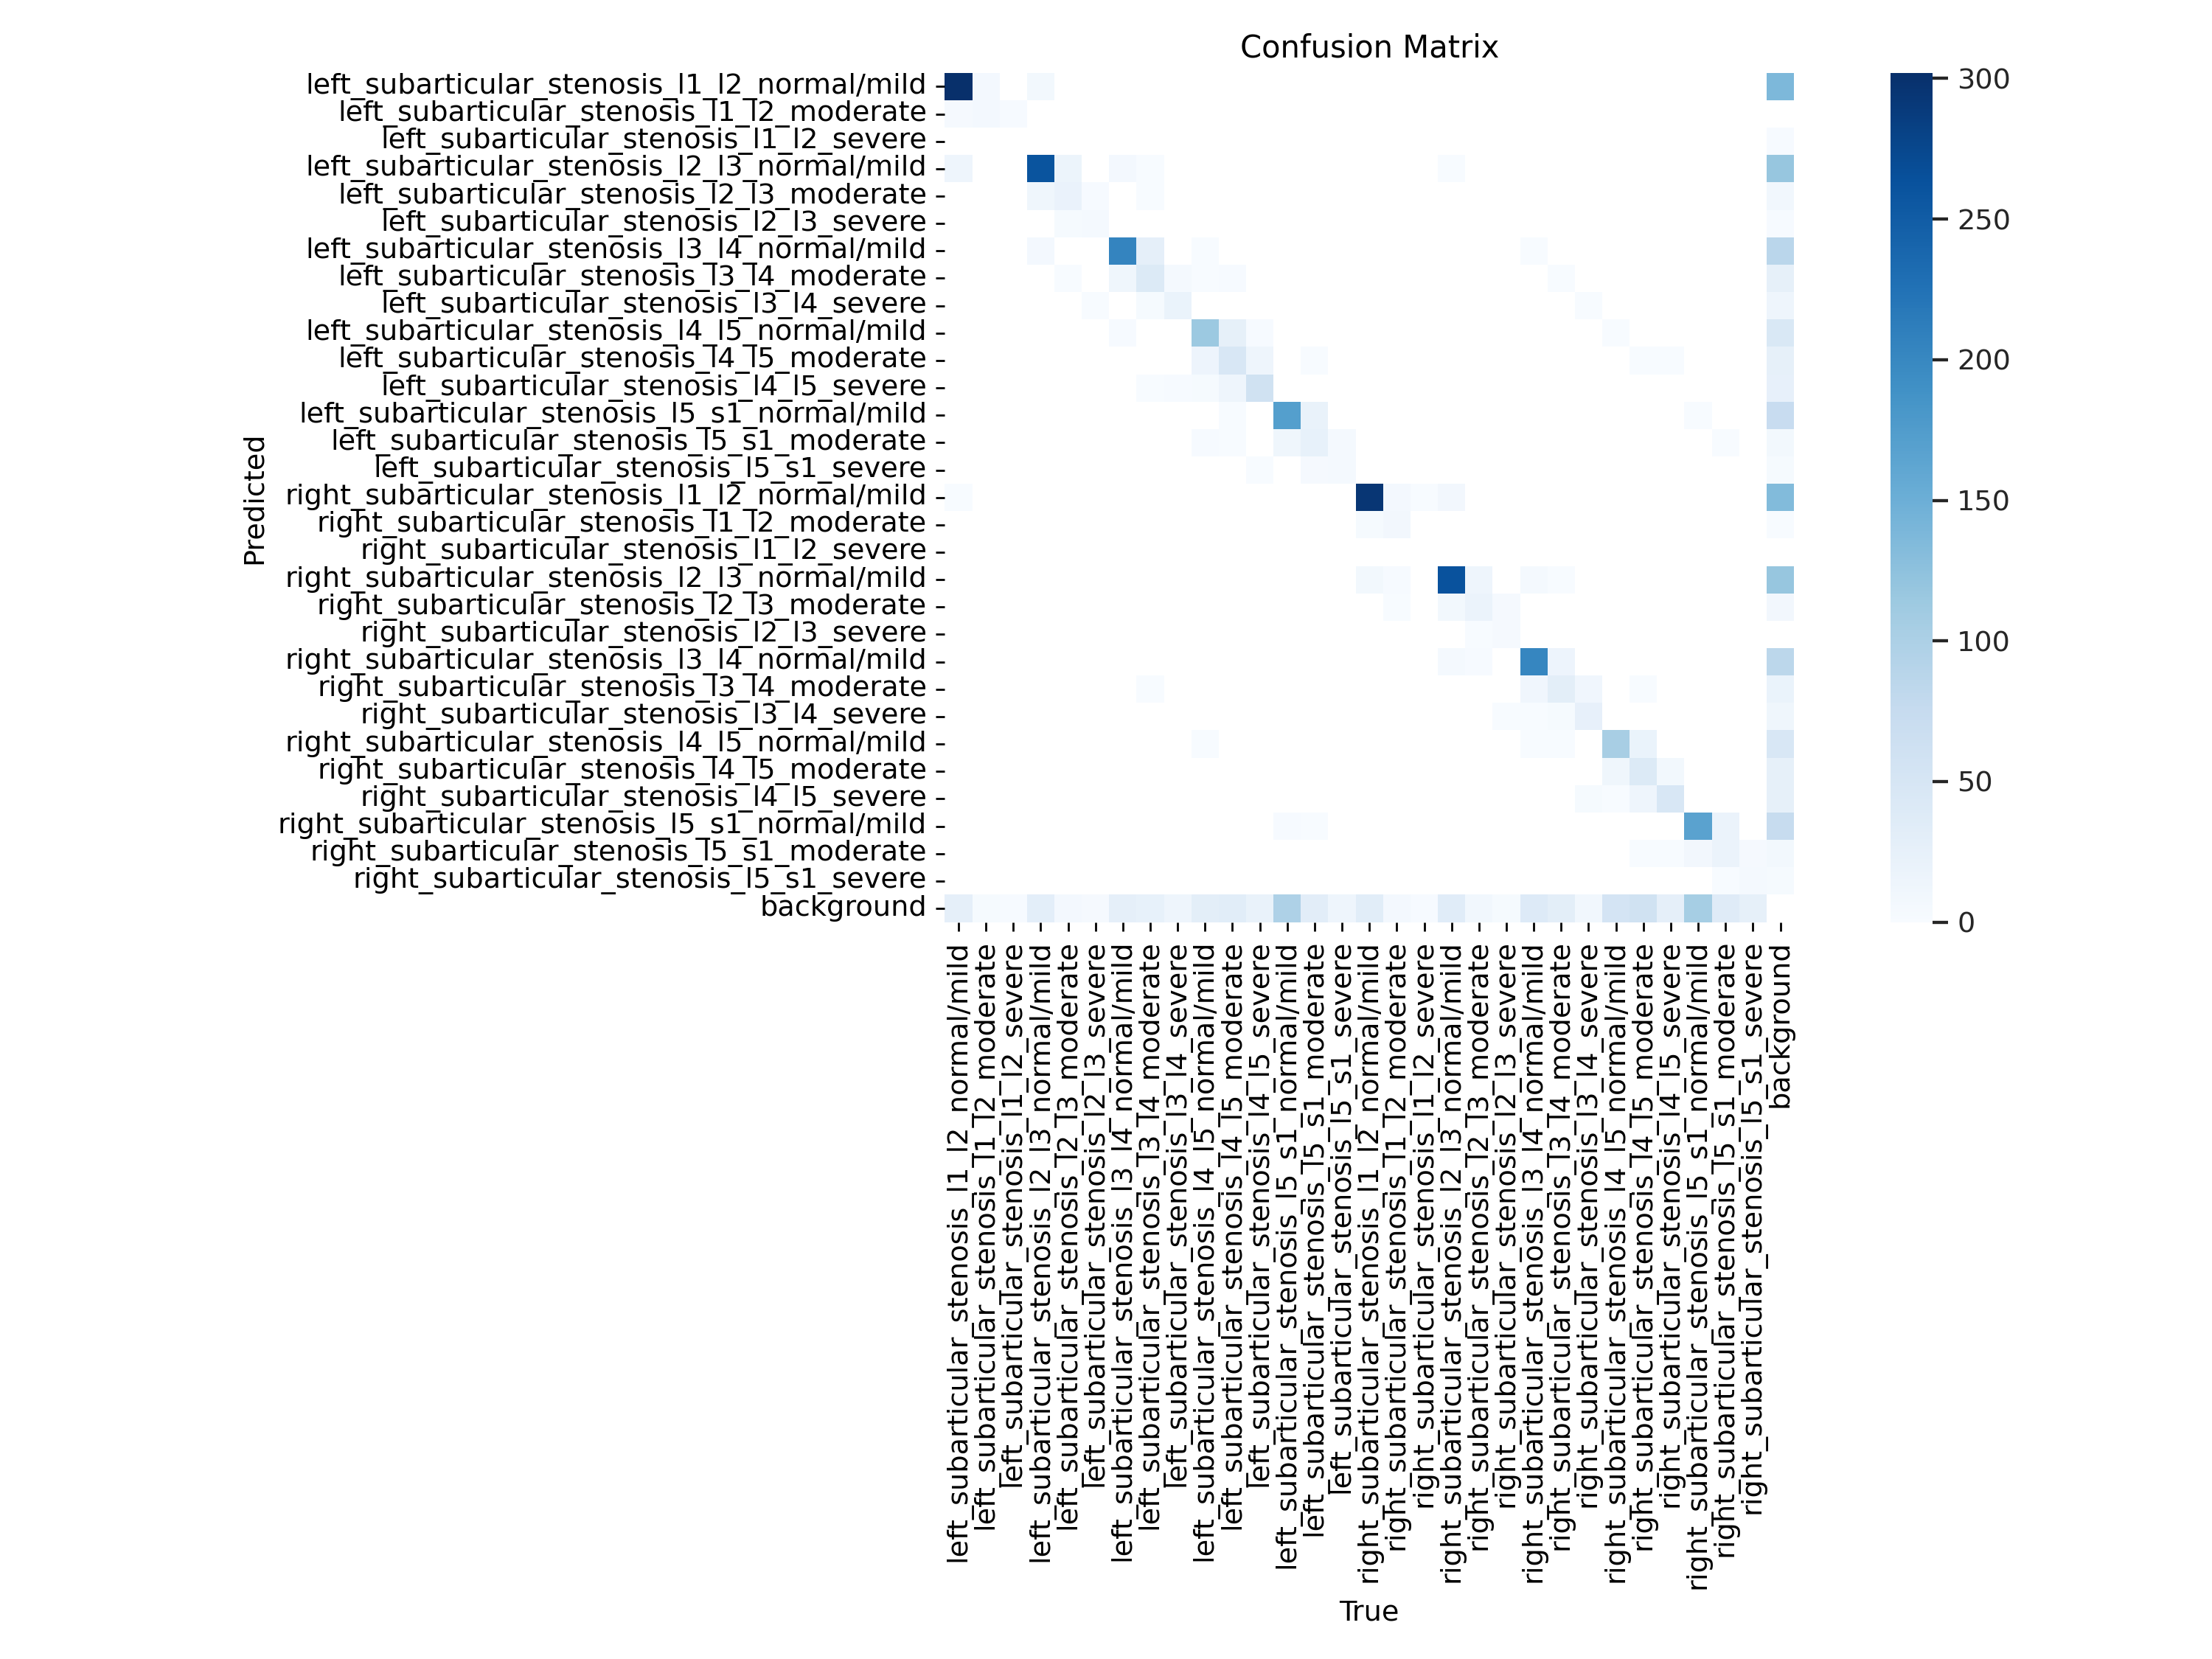 Confusion Matrix
Predicted
left_subarticular_stenosis_l1_l2_normal/mild
left_subarticular_stenosis_l1_l2_moderate
left_subarticular_stenosis_l1_l2_severe
left_subarticular_stenosis_l2_l3_normal/mild
left_subarticular_stenosis_l2_l3_moderate
left_subarticular_stenosis_l2_l3_severe
left_subarticular_stenosis_l3_l4_normal/mild
left_subarticular_stenosis_l3_l4_moderate
left_subarticular_stenosis_l3_l4_severe
left_subarticular_stenosis_l4_l5_normal/mild
left_subarticular_stenosis_l4_l5_moderate
left_subarticular_stenosis_l4_l5_severe
left_subarticular_stenosis_l5_s1_normal/mild
left_subarticular_stenosis_l5_s1_moderate
left_subarticular_stenosis_l5_s1_severe
right_subarticular_stenosis_l1_l2_normal/mild
right_subarticular_stenosis_l1_l2_moderate
right_subarticular_stenosis_l1_l2_severe
right_subarticular_stenosis_l2_l3_normal/mild
right_subarticular_stenosis_l2_l3_moderate
right_subarticular_stenosis_l2_l3_severe
right_subarticular_stenosis_l3_l4_normal/mild
right_subarticular_stenosis_l3_l4_moderate
right_subarticular_stenosis_l3_l4_severe
right_subarticular_stenosis_l4_l5_normal/mild
right_subarticular_stenosis_l4_l5_moderate
right_subarticular_stenosis_l4_l5_severe
right_subarticular_stenosis_l5_s1_normal/mild
right_subarticular_stenosis_l5_s1_moderate
right_subarticular_stenosis_l5_s1_severe
background
300
250
200
150
100
50
0
left_subarticular_stenosis_l1_l2_normal/mild
left_subarticular_stenosis_l1_l2_moderate
left_subarticular_stenosis_l1_l2_severe
left_subarticular_stenosis_l2_l3_normal/mild
left_subarticular_stenosis_l2_l3_moderate
left_subarticular_stenosis_l2_l3_severe
left_subarticular_stenosis_l3_l4_normal/mild
left_subarticular_stenosis_l3_l4_moderate
left_subarticular_stenosis_l3_l4_severe
left_subarticular_stenosis_l4_l5_normal/mild
left_subarticular_stenosis_l4_l5_moderate
left_subarticular_stenosis_l4_l5_severe
left_subarticular_stenosis_l5_s1_normal/mild
left_subarticular_stenosis_l5_s1_moderate
left_subarticular_stenosis_l5_s1_severe
right_subarticular_stenosis_l1_l2_normal/mild
right_subarticular_stenosis_l1_l2_moderate
right_subarticular_stenosis_l1_l2_severe
right_subarticular_stenosis_l2_l3_normal/mild
right_subarticular_stenosis_l2_l3_moderate
right_subarticular_stenosis_l2_l3_severe
right_subarticular_stenosis_l3_l4_normal/mild
right_subarticular_stenosis_l3_l4_moderate
right_subarticular_stenosis_l3_l4_severe
right_subarticular_stenosis_l4_l5_normal/mild
right_subarticular_stenosis_l4_l5_moderate
right_subarticular_stenosis_l4_l5_severe
right_subarticular_stenosis_l5_s1_normal/mild
right_subarticular_stenosis_l5_s1_moderate
right_subarticular_stenosis_l5_s1_severe
background
True